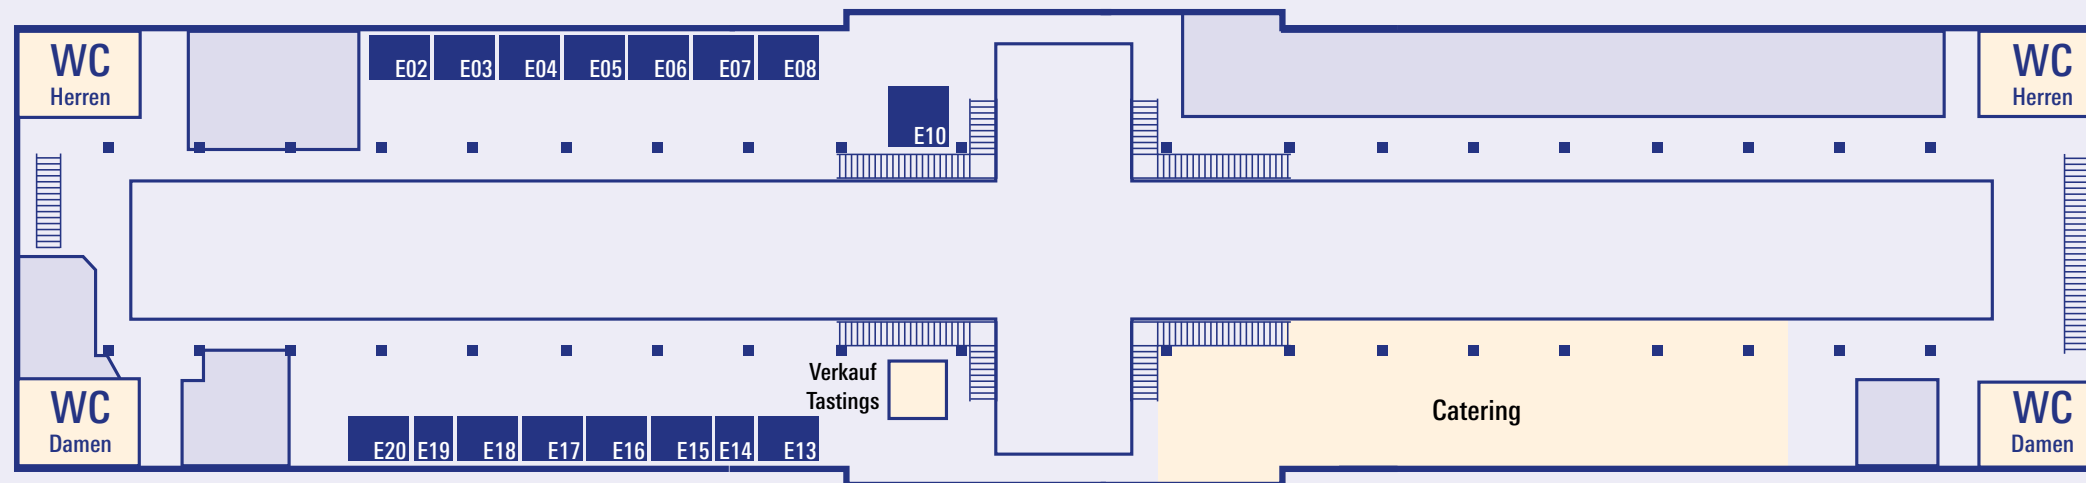 WC
Herren
E02
E03
E04
E05
E06
E07
E08
E10
WC
Herren
Verkauf
Tastings
WC
Damen
E20
E19
E18
E17
E16
E15
E14
E13
Catering
WC
Damen